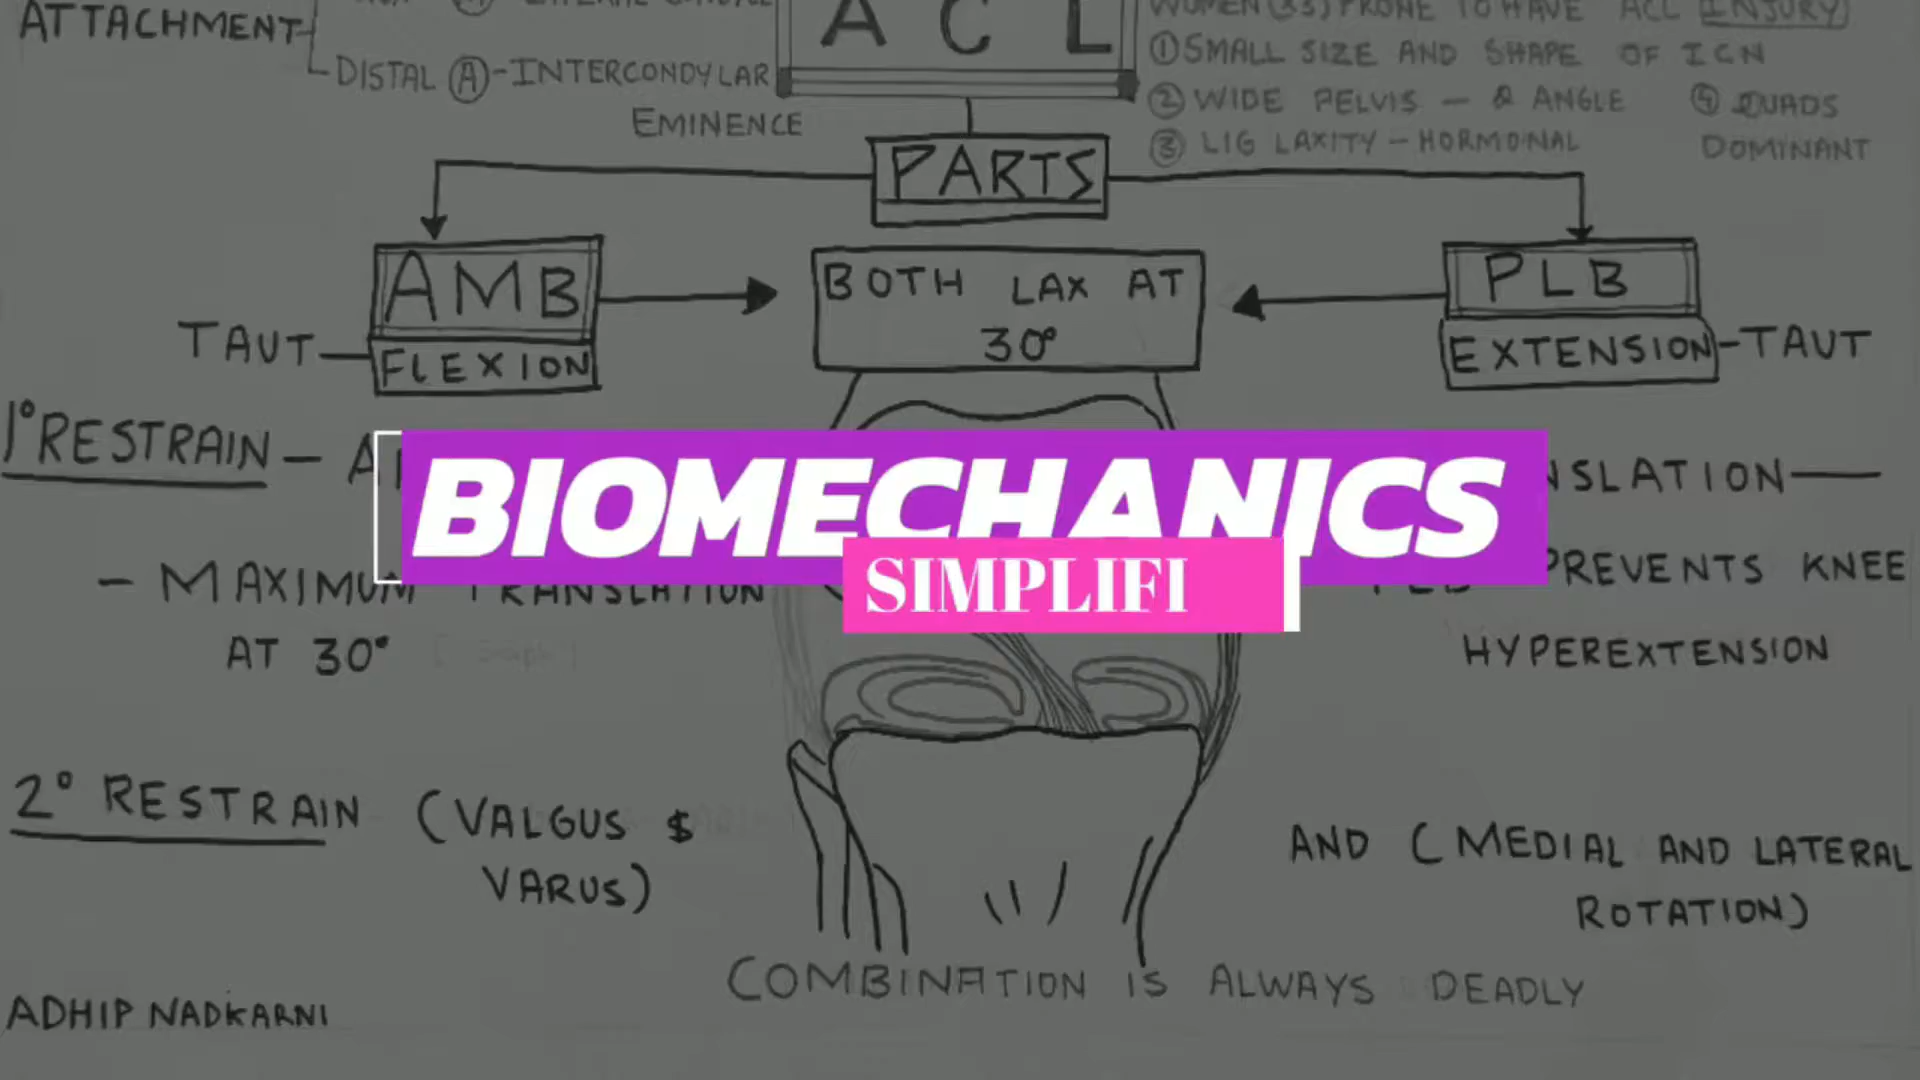 WOMEN (X3) PRONE TO HAVE ACL INJURY
ATTACHMENT
DISTAL (A) - INTERCONDYLAR
EMINENCE
ACL
① SMALL SIZE AND SHAPE OF ICN
② WIDE PELVIS - Q ANGLE
③ LIG LAXITY - HORMONAL
④ QUADS
DOMINANT
PARTS
AMB
BOTH LAX AT
30°
PLB
TAUT
FLEXION
EXTENSION - TAUT
1° RESTRAIN -
BIOMECHANICS
SIMPLIFI
- MAXIMUM TRANSLATION
AT 30°
PREVENTS KNEE
HYPEREXTENSION
2° RESTRAIN (VALGUS $
VARUS)
AND (MEDIAL AND LATERAL
ROTATION)
COMBINATION IS ALWAYS DEADLY
ADHIP NADKARNI